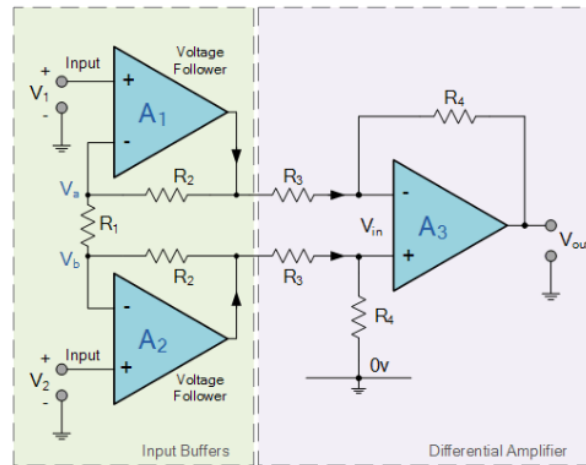 Voltage
Follower
+
Input
V1
-
+
A1
-
Va
R2
R3
R4
R1
Vb
R2
R3
Vin
-
A3
+
Vou
-
A2
+
R4
+
Input
V2
-
Voltage
Follower
0v
Input Buffers
Differential Amplifier